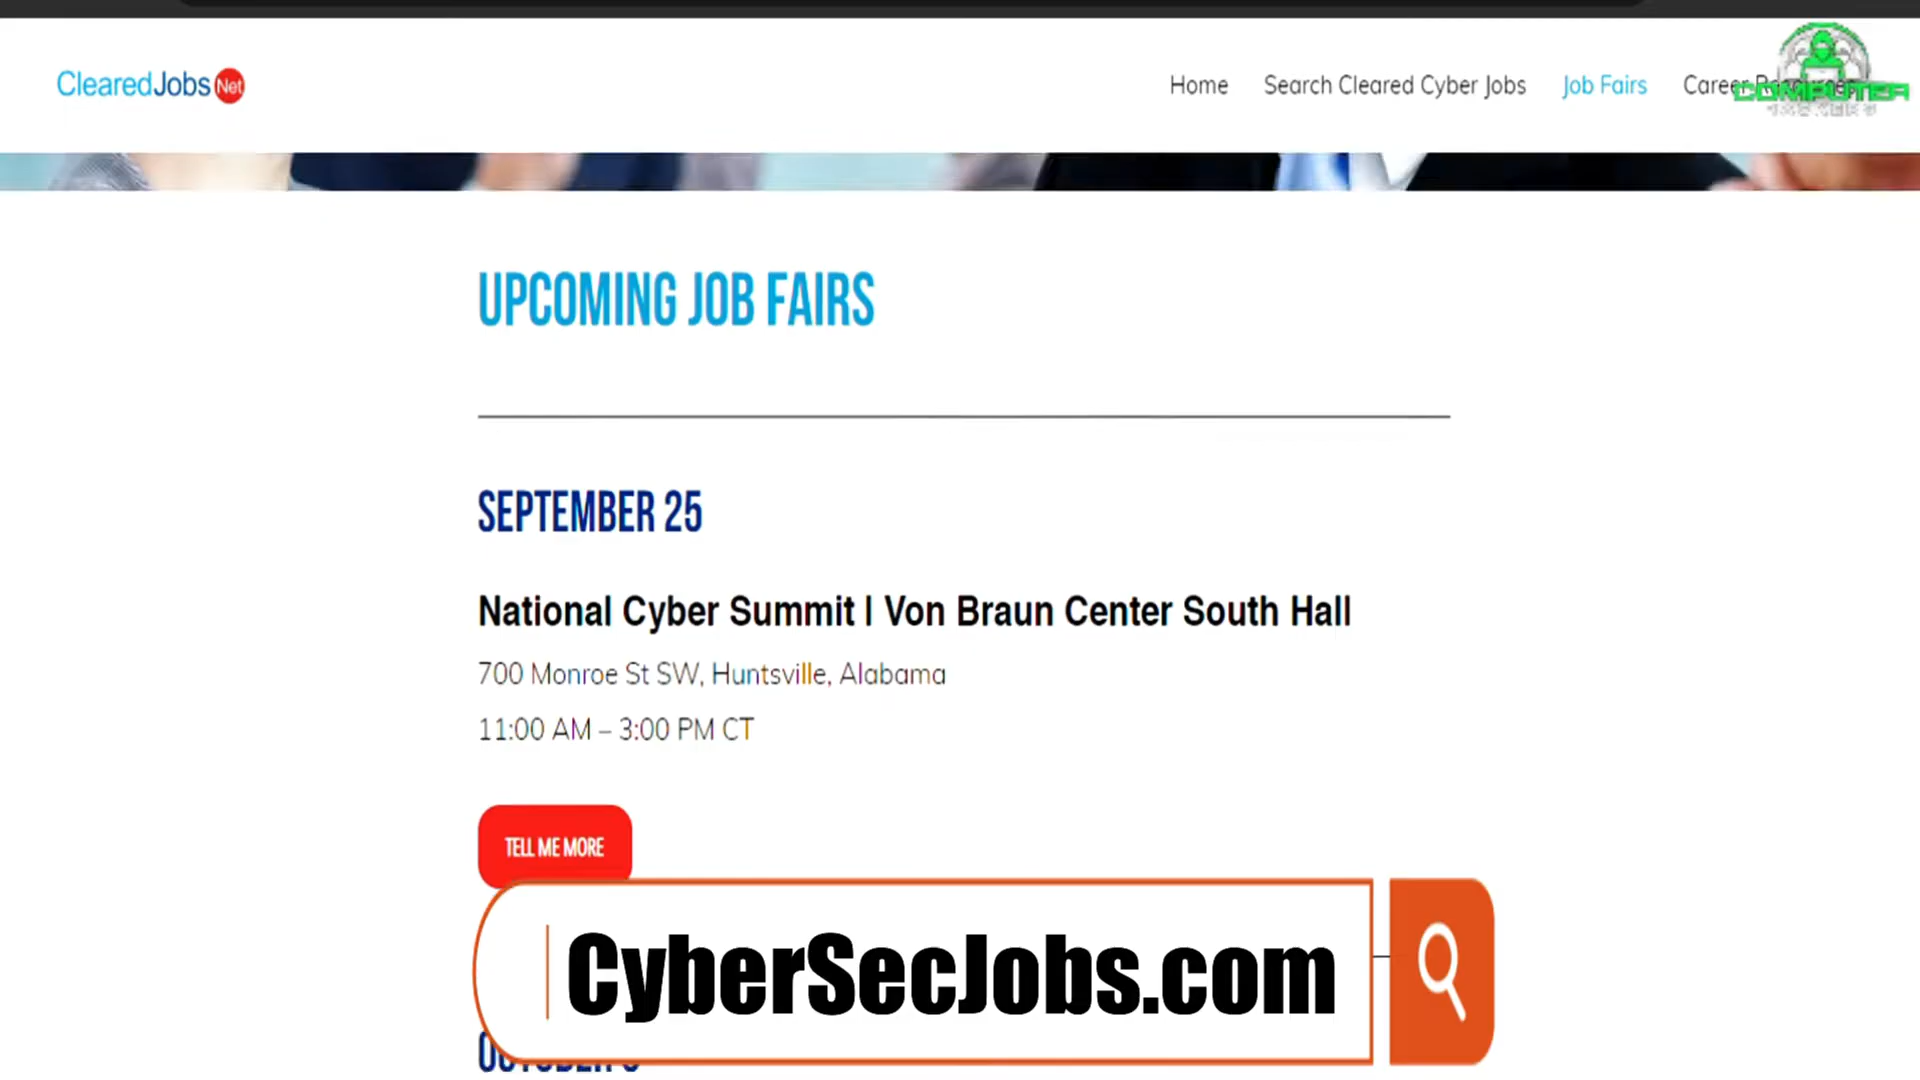 ClearedJobs Net
Home Search Cleared Cyber Jobs Job Fairs Career
COMPUTER
UPCOMING JOB FAIRS
SEPTEMBER 25
National Cyber Summit | Von Braun Center South Hall
700 Monroe St SW, Huntsville, Alabama
11:00 AM – 3:00 PM CT
TELL ME MORE
CyberSecJobs.com